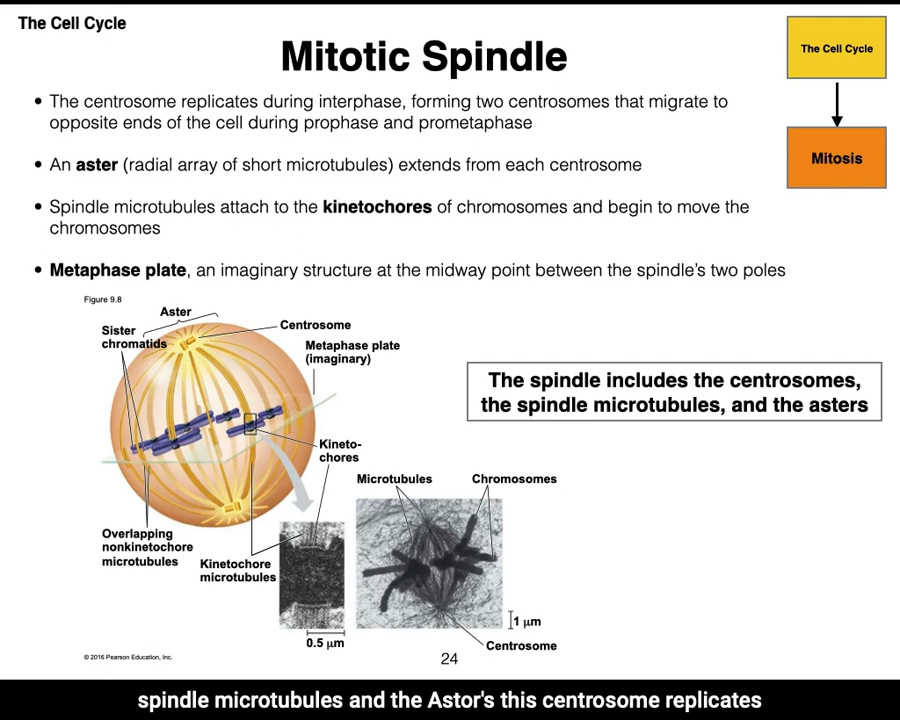 The Cell Cycle
Mitotic Spindle
The Cell Cycle
Mitosis
• The centrosome replicates during interphase, forming two centrosomes that migrate to
opposite ends of the cell during prophase and prometaphase
• An aster (radial array of short microtubules) extends from each centrosome
• Spindle microtubules attach to the kinetochores of chromosomes and begin to move the
chromosomes
• Metaphase plate, an imaginary structure at the midway point between the spindle’s two poles
Figure 9.8
Aster
Sister
chromatids
Centrosome
Metaphase plate
(imaginary)
The spindle includes the centrosomes,
the spindle microtubules, and the asters
Kineto-
chores
Microtubules
Chromosomes
Overlapping
nonkinetochore
microtubules
Kinetochore
microtubules
1 μm
0.5 μm
Centrosome
© 2016 Pearson Education, Inc.
24
spindle microtubules and the Astor's this centrosome replicates